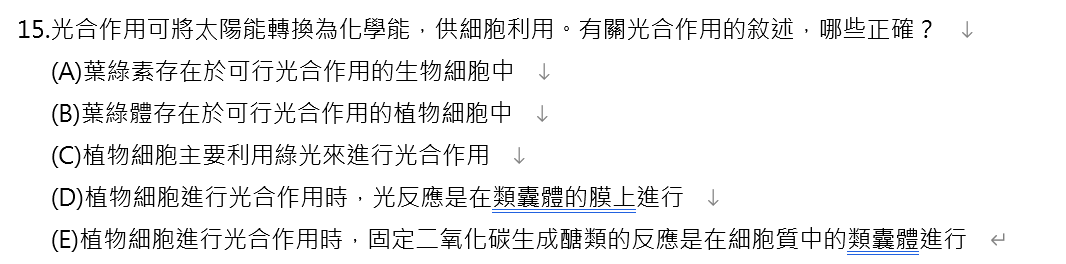 15.光合作用可將太陽能轉換為化學能，供細胞利用。有關光合作用的敘述，哪些正確？ ↓
(A)葉綠素存在於可行光合作用的生物細胞中 ↓
(B)葉綠體存在於可行光合作用的植物細胞中 ↓
(C)植物細胞主要利用綠光來進行光合作用 ↓
(D)植物細胞進行光合作用時，光反應是在類囊體的膜上進行 ↓
(E)植物細胞進行光合作用時，固定二氧化碳生成醣類的反應是在細胞質中的類囊體進行 ↵